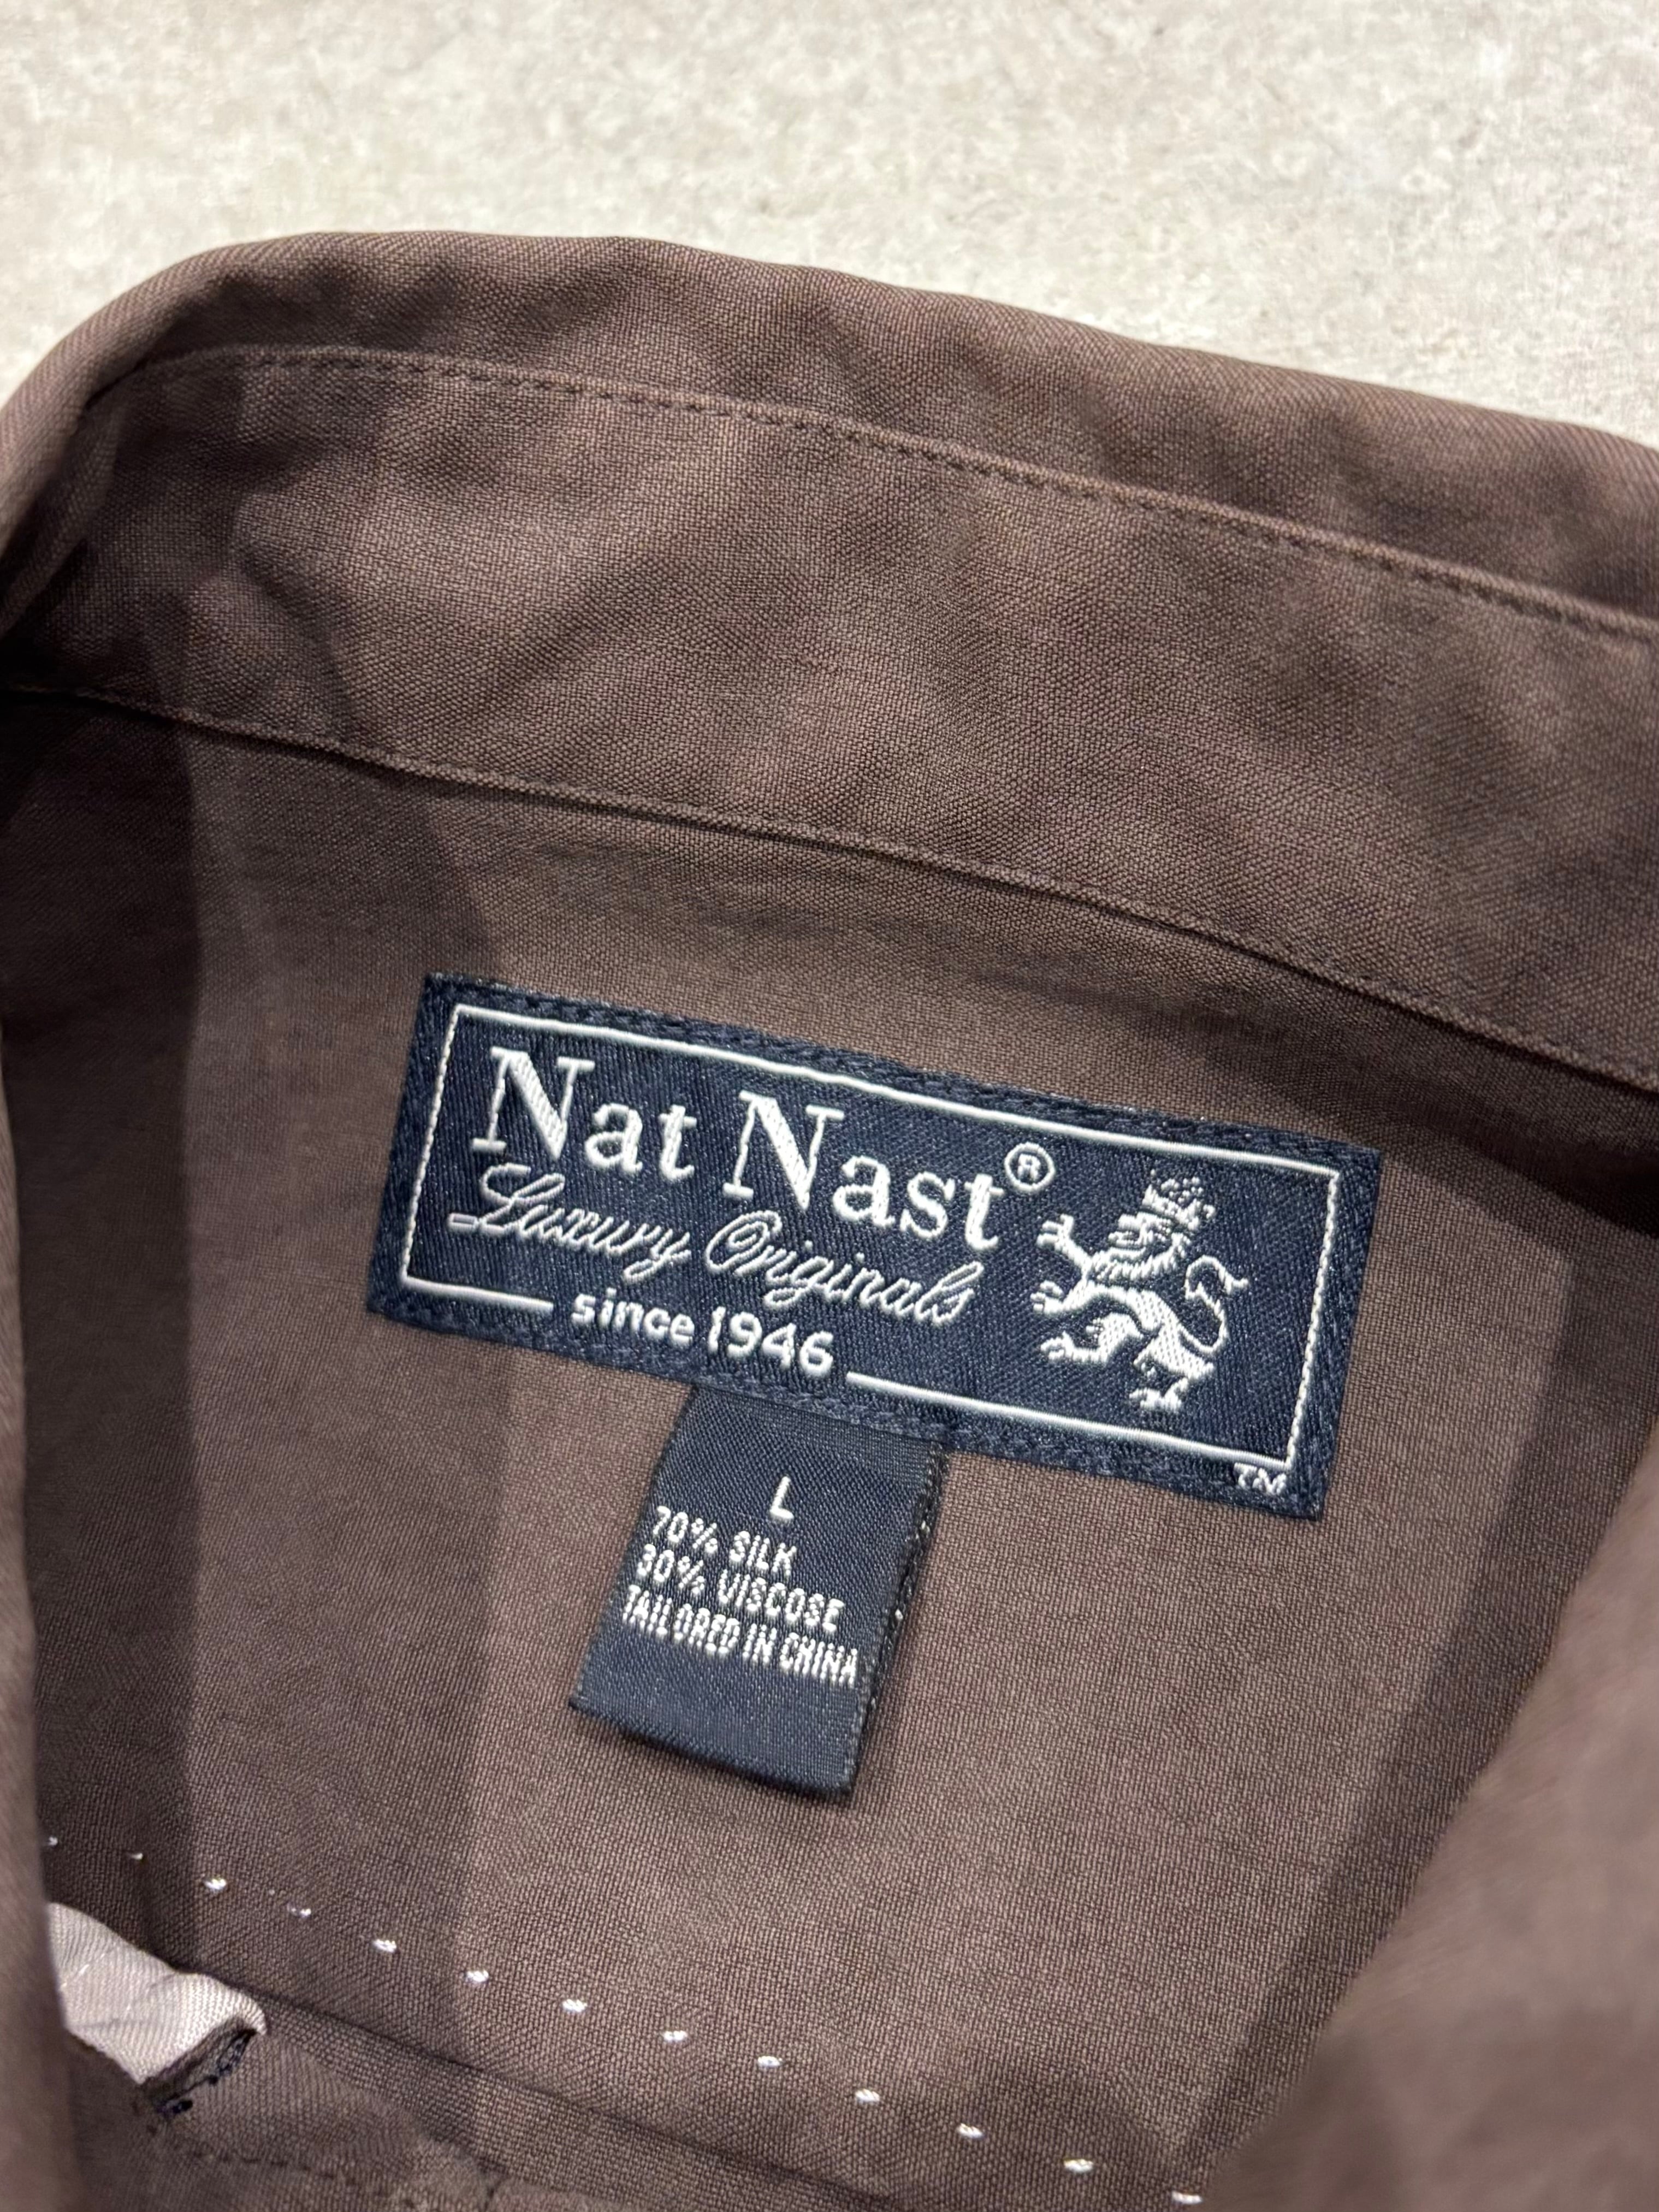 Nat Nast®
Luxury Originals
since 1946
TM
L
70% SILK
30% VISCOSE
TAILORED IN CHINA